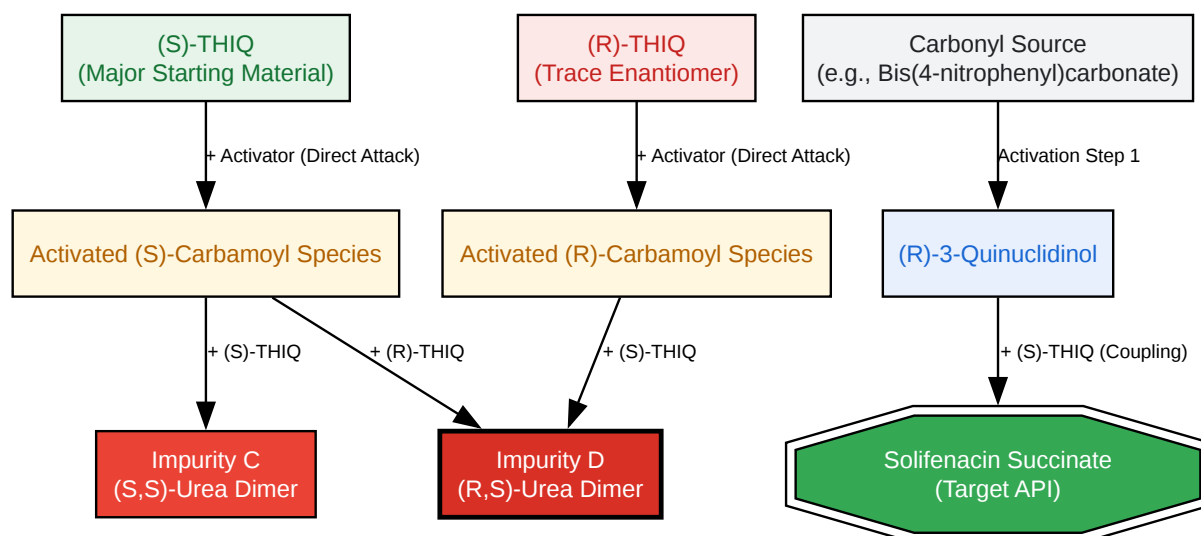 (S)-THIQ
(Major Starting Material)
(R)-THIQ
(Trace Enantiomer)
Carbonyl Source
(e.g., Bis(4-nitrophenyl)carbonate)
+ Activator (Direct Attack)
+ Activator (Direct Attack)
Activation Step 1
Activated (S)-Carbamoyl Species
Activated (R)-Carbamoyl Species
(R)-3-Quinuclidinol
+ (S)-THIQ
+ (R)-THIQ
+ (S)-THIQ
+ (S)-THIQ (Coupling)
Impurity C
(S,S)-Urea Dimer
Impurity D
(R,S)-Urea Dimer
Solifenacin Succinate
(Target API)